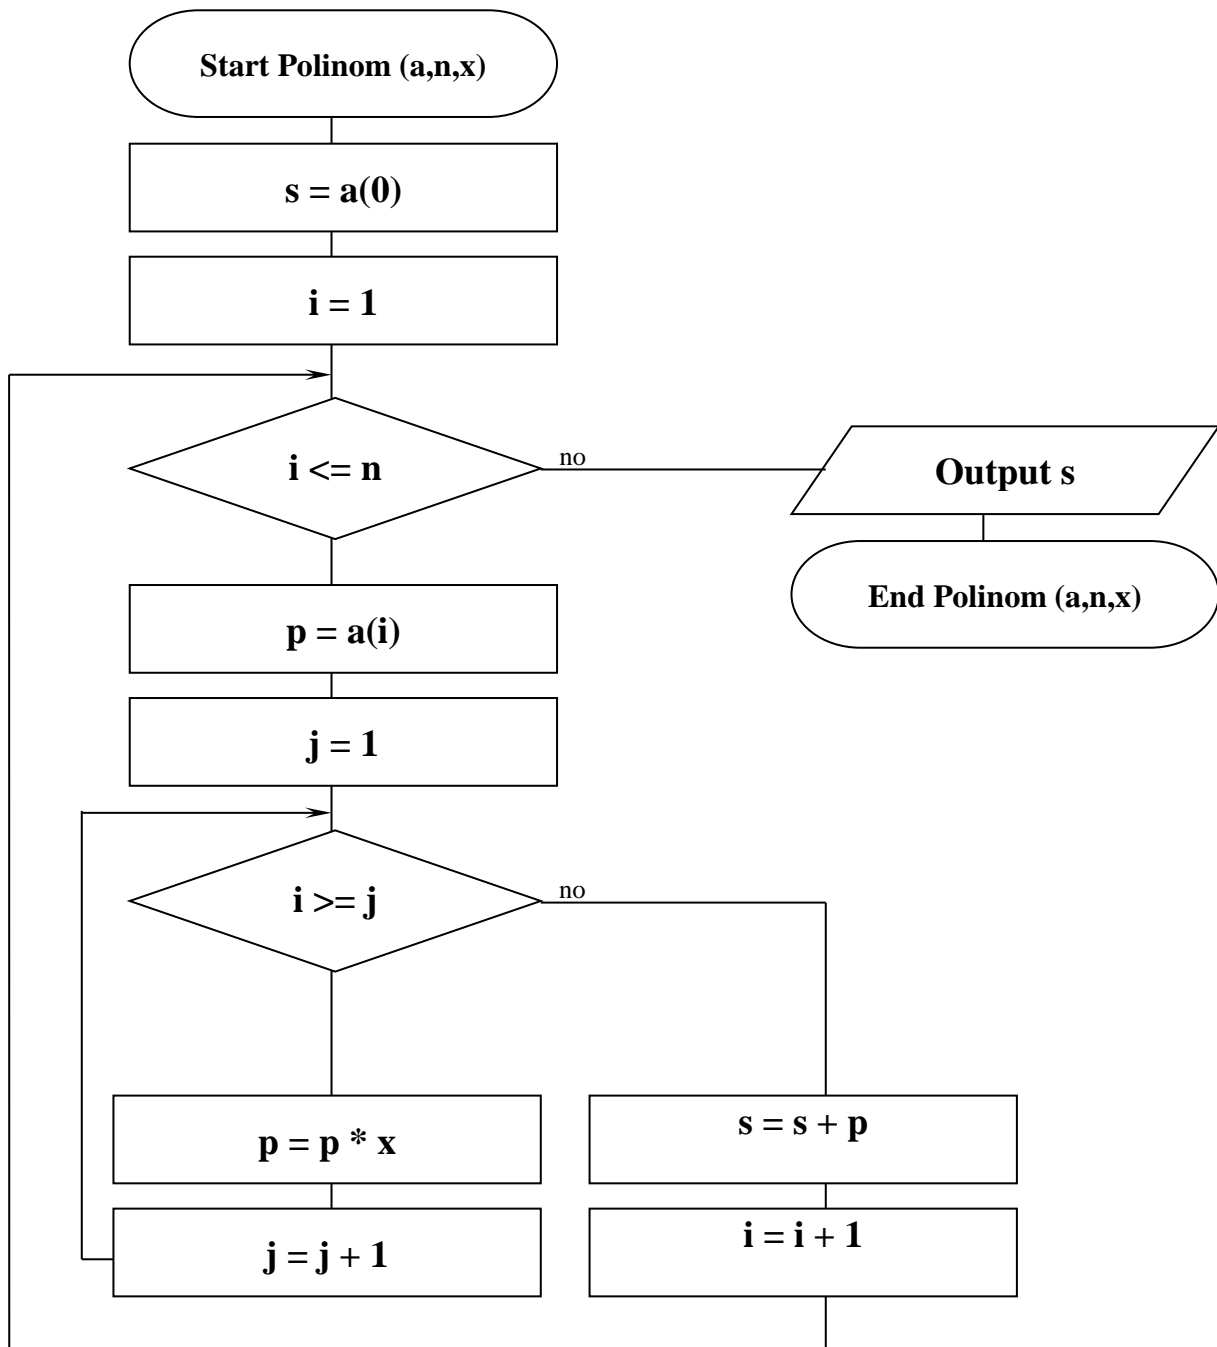 Start Polinom (a,n,x)
s = a(0)
i = 1
i <= n
no
Output s
End Polinom (a,n,x)
p = a(i)
j = 1
i >= j
no
p = p * x
s = s + p
j = j + 1
i = i + 1